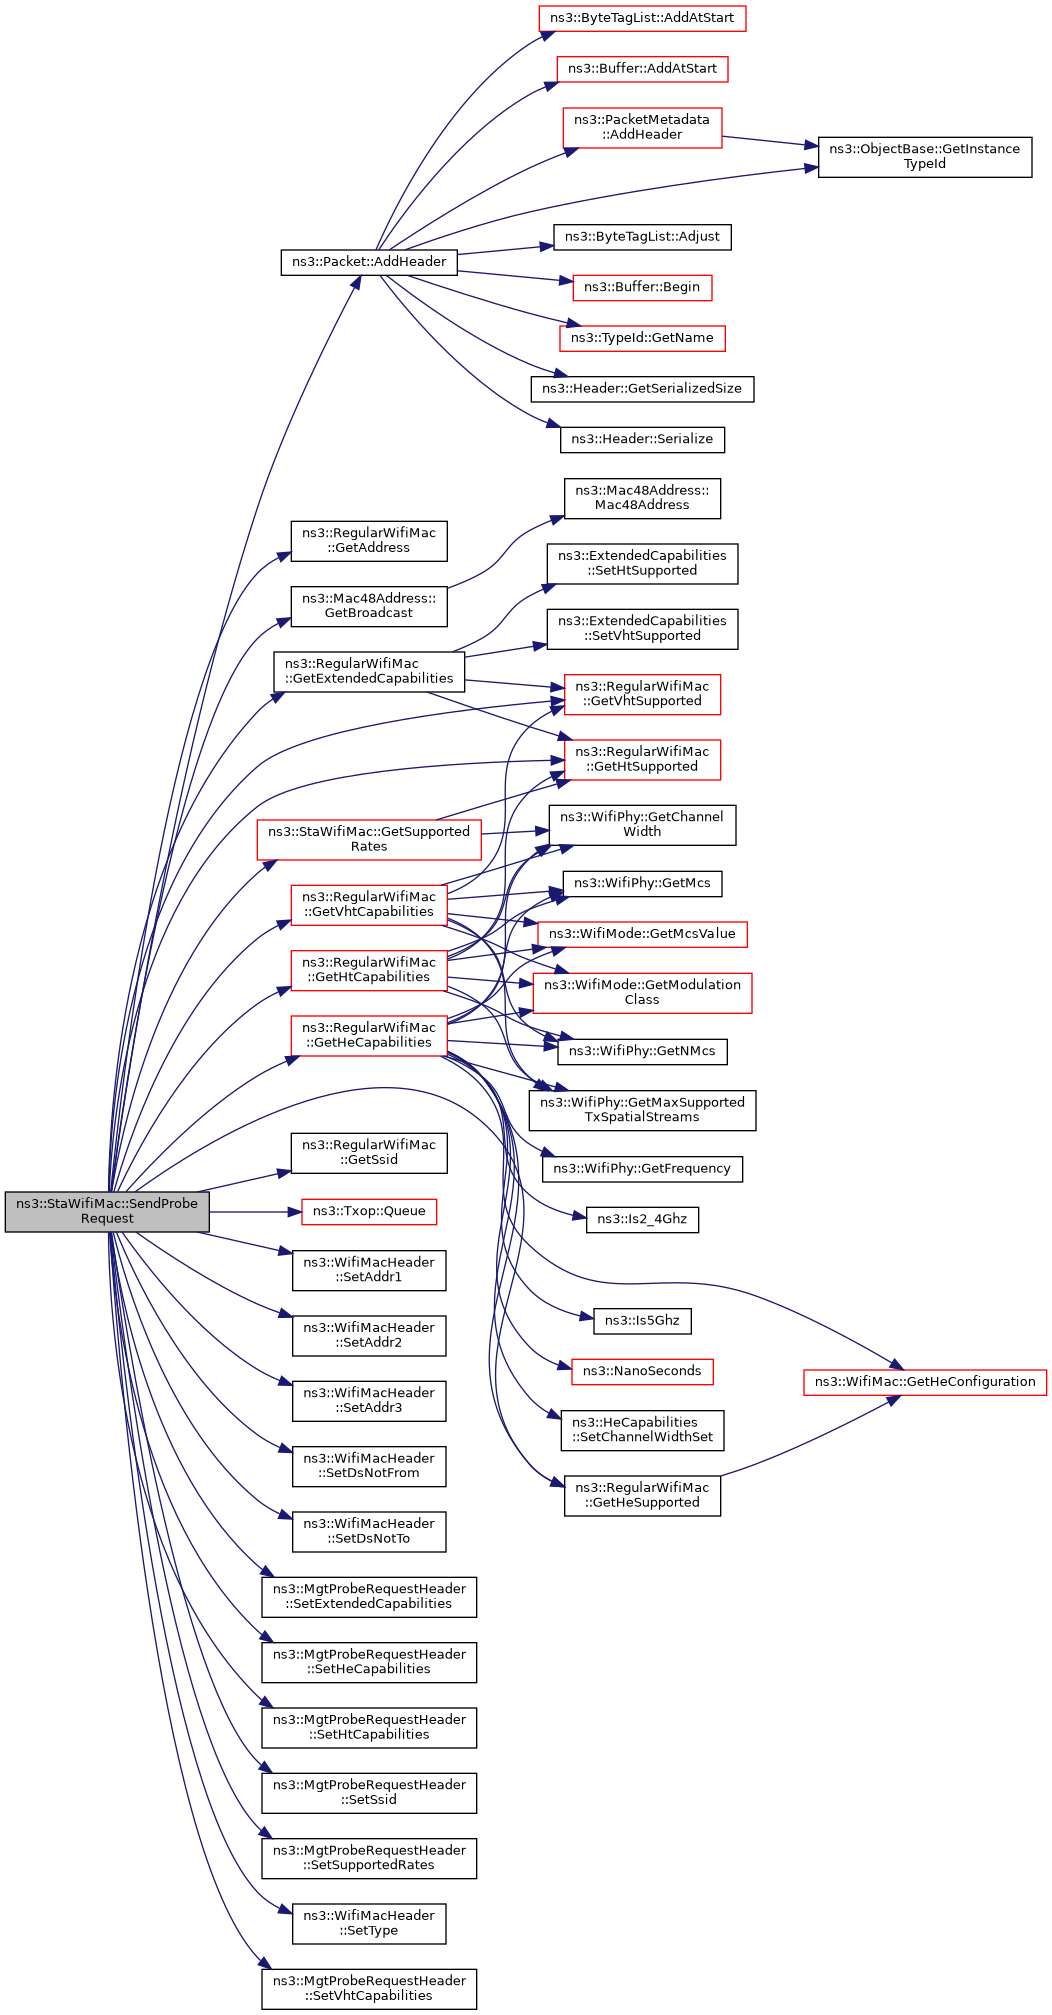 ns3::ByteTagList::AddAtStart
ns3::Buffer::AddAtStart
ns3::PacketMetadata
::AddHeader
ns3::ObjectBase::GetInstance
TypeId
ns3::ByteTagList::Adjust
ns3::Packet::AddHeader
ns3::Buffer::Begin
ns3::TypeId::GetName
ns3::Header::GetSerializedSize
ns3::Header::Serialize
ns3::Mac48Address::
Mac48Address
ns3::RegularWifiMac
::GetAddress
ns3::ExtendedCapabilities
::SetHtSupported
ns3::Mac48Address::
GetBroadcast
ns3::ExtendedCapabilities
::SetVhtSupported
ns3::RegularWifiMac
::GetExtendedCapabilities
ns3::RegularWifiMac
::GetVhtSupported
ns3::RegularWifiMac
::GetHtSupported
ns3::StaWifiMac::GetSupported
Rates
ns3::WifiPhy::GetChannel
Width
ns3::RegularWifiMac
::GetVhtCapabilities
ns3::WifiPhy::GetMcs
ns3::WifiMode::GetMcsValue
ns3::RegularWifiMac
::GetHtCapabilities
ns3::WifiMode::GetModulation
Class
ns3::RegularWifiMac
::GetHeCapabilities
ns3::WifiPhy::GetNMcs
ns3::WifiPhy::GetMaxSupported
TxSpatialStreams
ns3::RegularWifiMac
::GetSsid
ns3::WifiPhy::GetFrequency
ns3::StaWifiMac::SendProbe
Request
ns3::Txop::Queue
ns3::Is2_4Ghz
ns3::WifiMacHeader
::SetAddr1
ns3::WifiMacHeader
::SetAddr2
ns3::Is5Ghz
ns3::NanoSeconds
ns3::WifiMac::GetHeConfiguration
ns3::WifiMacHeader
::SetAddr3
ns3::HeCapabilities
::SetChannelWidthSet
ns3::WifiMacHeader
::SetDsNotFrom
ns3::RegularWifiMac
::GetHeSupported
ns3::WifiMacHeader
::SetDsNotTo
ns3::MgtProbeRequestHeader
::SetExtendedCapabilities
ns3::MgtProbeRequestHeader
::SetHeCapabilities
ns3::MgtProbeRequestHeader
::SetHtCapabilities
ns3::MgtProbeRequestHeader
::SetSsid
ns3::MgtProbeRequestHeader
::SetSupportedRates
ns3::WifiMacHeader
::SetType
ns3::MgtProbeRequestHeader
::SetVhtCapabilities